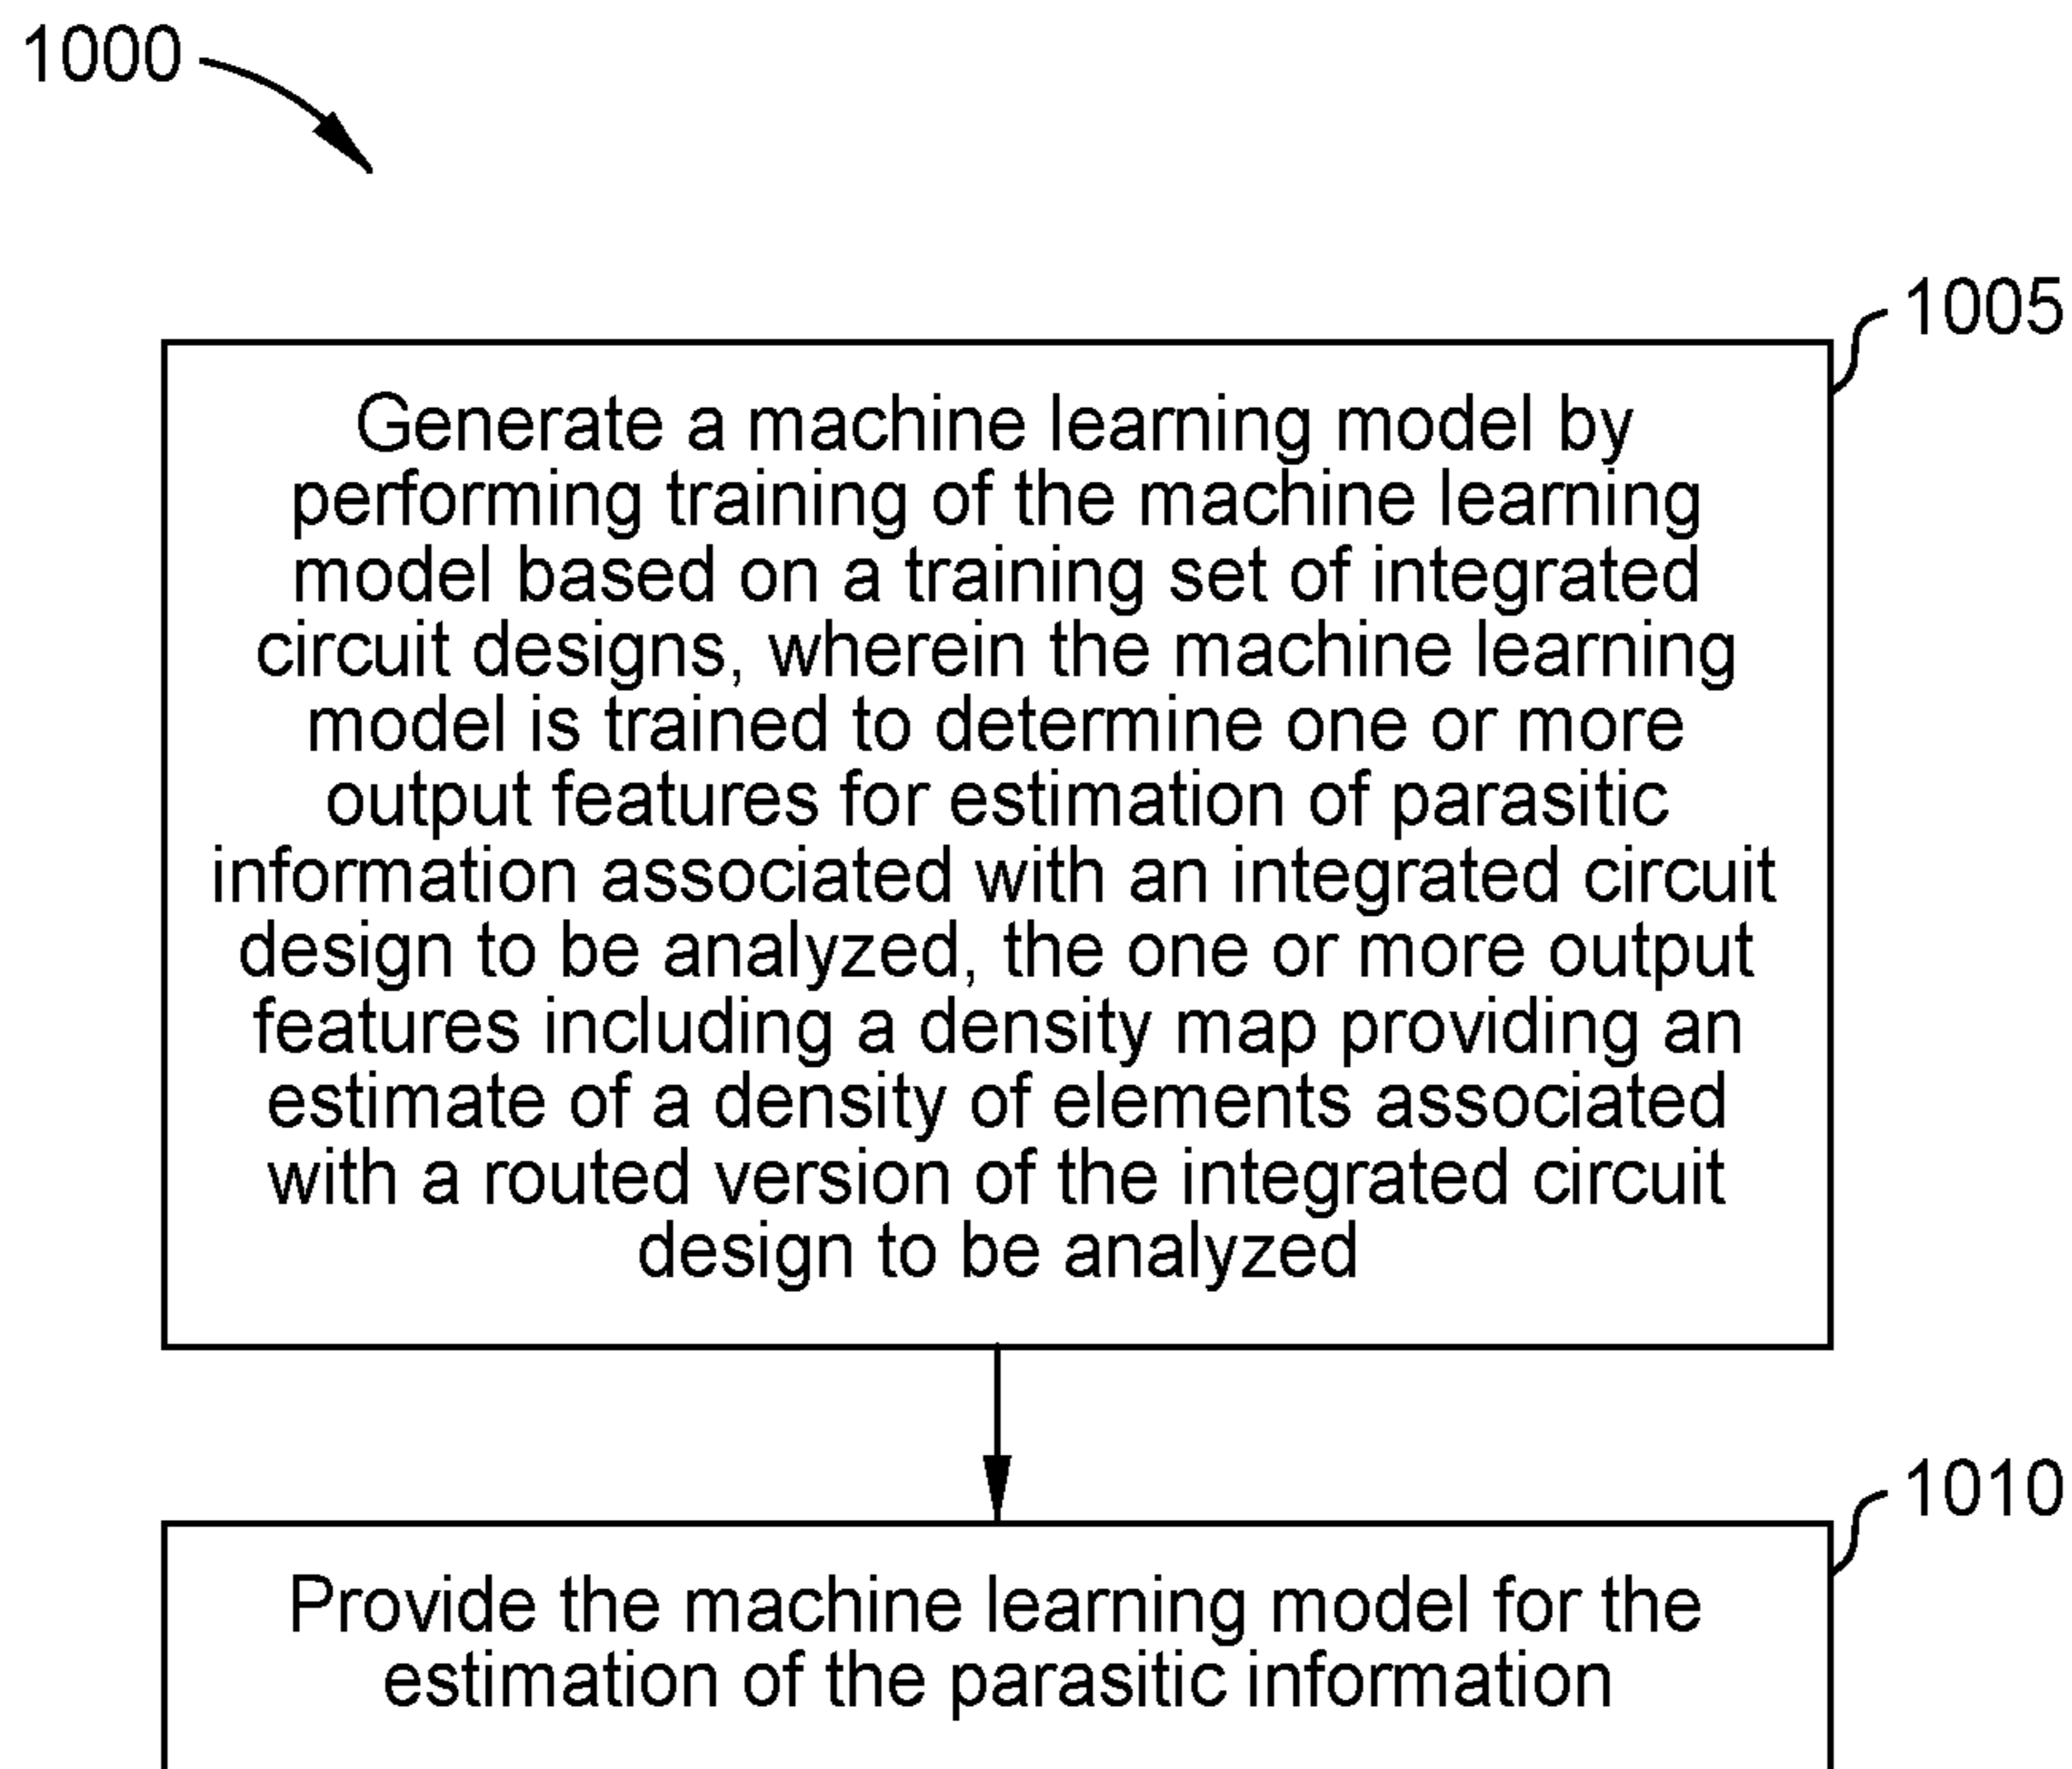 1000
1005
Generate a machine learning model by
performing training of the machine learning
model based on a training set of integrated
circuit designs, wherein the machine learning
model is trained to determine one or more
output features for estimation of parasitic
information associated with an integrated circuit
design to be analyzed, the one or more output
features including a density map providing an
estimate of a density of elements associated
with a routed version of the integrated circuit
design to be analyzed
1010
Provide the machine learning model for the
estimation of the parasitic information